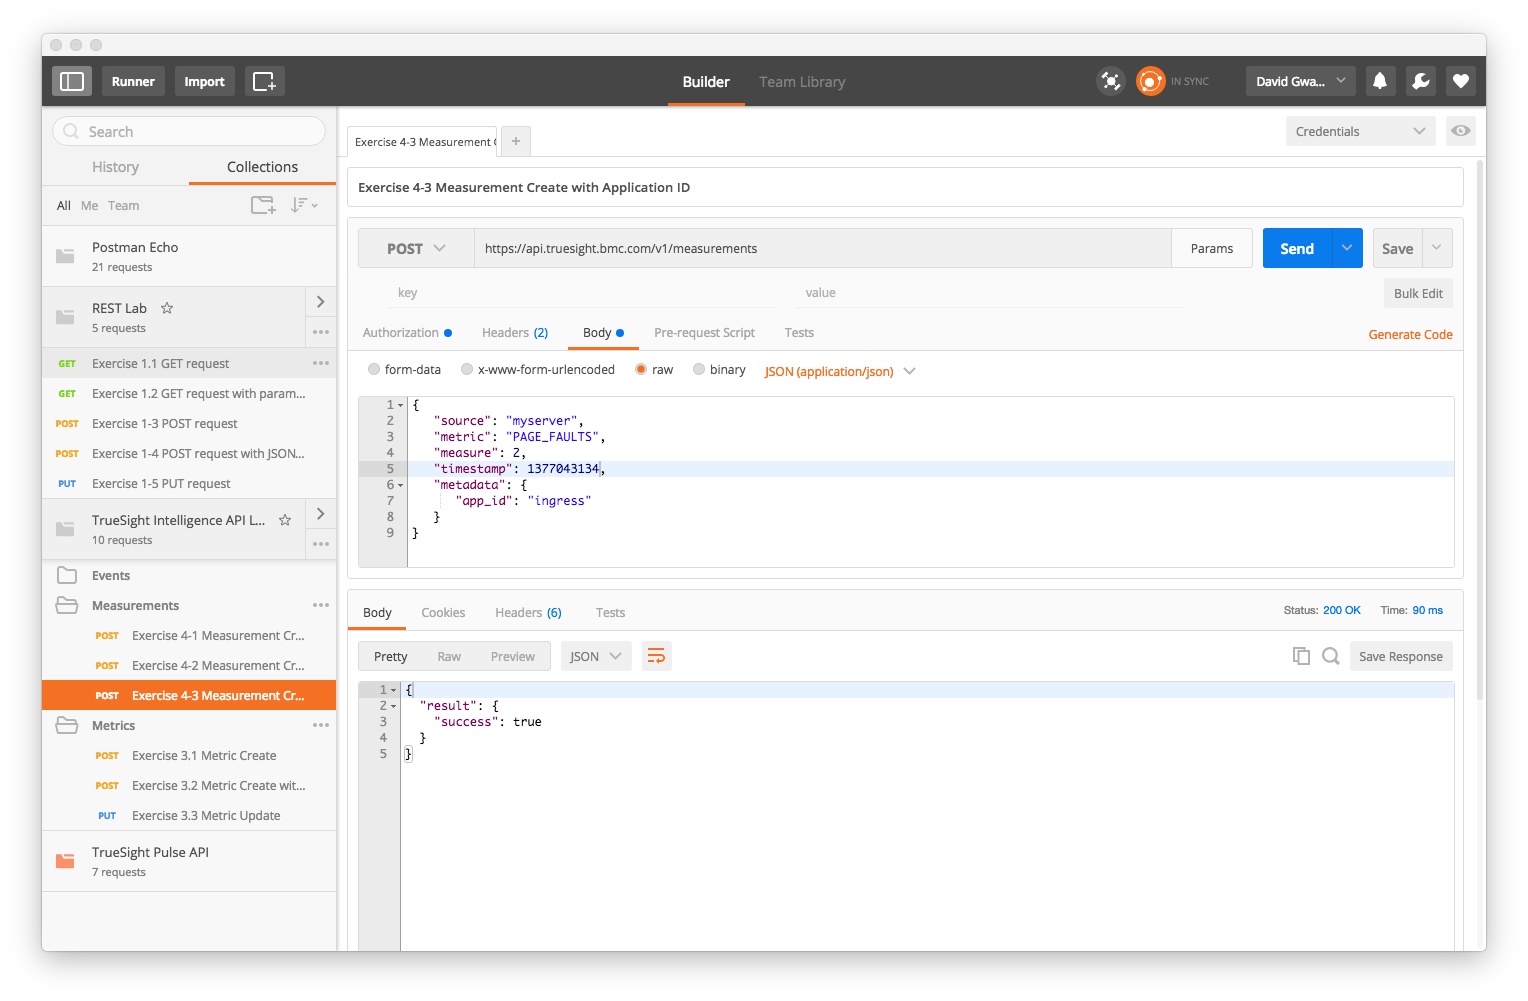 Runner
Import
Builder
Team Library
IN SYNC
David Gwa...
Search
History
Collections
All
Me
Team
Postman Echo
21 requests
REST Lab
5 requests
GET Exercise 1.1 GET request
GET Exercise 1.2 GET request with param...
POST Exercise 1-3 POST request
POST Exercise 1-4 POST request with JSON...
PUT Exercise 1-5 PUT request
TrueSight Intelligence API L...
10 requests
Events
Measurements
POST Exercise 4-1 Measurement Cr...
POST Exercise 4-2 Measurement Cr...
POST Exercise 4-3 Measurement Cr...
Metrics
POST Exercise 3.1 Metric Create
POST Exercise 3.2 Metric Create wit...
PUT Exercise 3.3 Metric Update
TrueSight Pulse API
7 requests
Exercise 4-3 Measurement
+
Credentials
Exercise 4-3 Measurement Create with Application ID
POST
https://api.truesight.bmc.com/v1/measurements
Params
Send
Save
key
value
Bulk Edit
Authorization
Headers (2)
Body
Pre-request Script
Tests
Generate Code
form-data
x-www-form-urlencoded
raw
binary
JSON (application/json)
1 {
2 "source": "myserver",
3 "metric": "PAGE_FAULTS",
4 "measure": 2,
5 "timestamp": 1377043134,
6 "metadata": {
7 "app_id": "ingress"
8 }
9 }
Body
Cookies
Headers (6)
Tests
Status: 200 OK
Time: 90 ms
Pretty
Raw
Preview
JSON
Save Response
1 {
2 "result": {
3 "success": true
4 }
5 }